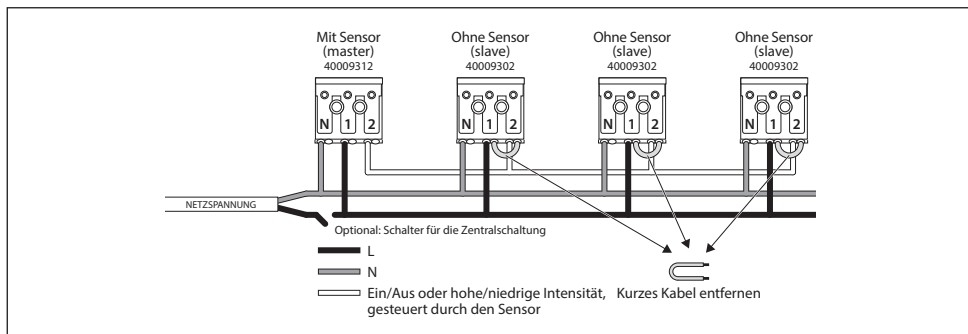 Mit Sensor
(master)
40009312
Ohne Sensor
(slave)
40009302
Ohne Sensor
(slave)
40009302
Ohne Sensor
(slave)
40009302
N 1 2
N 1 2
N 1 2
N 1 2
NETZSPANNUNG
Optional: Schalter für die Zentralschaltung
L
N
Ein/Aus oder hohe/niedrige Intensität,
gesteuert durch den Sensor
Kurzes Kabel entfernen